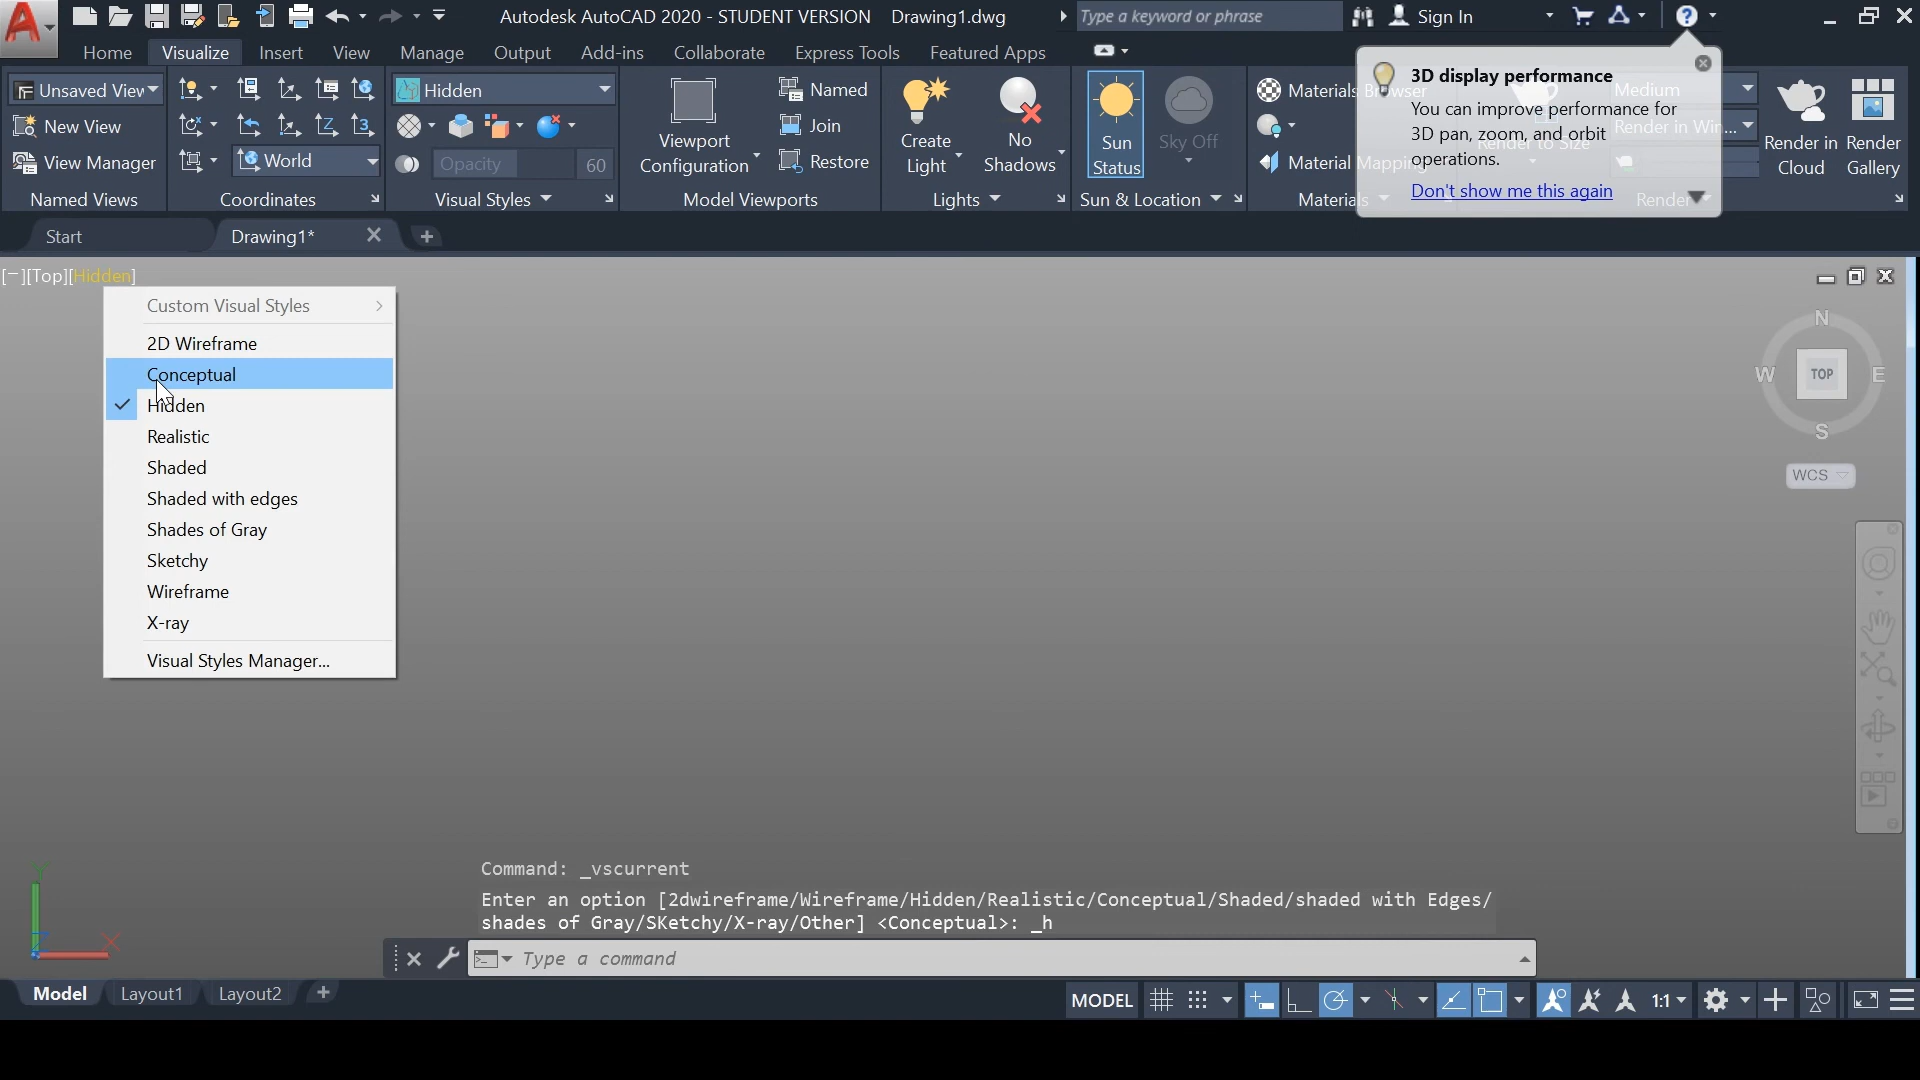 Autodesk AutoCAD 2020 - STUDENT VERSION Drawing1.dwg
Type a keyword or phrase
Sign In
Home Visualize Insert View Manage Output Add-ins Collaborate Express Tools Featured Apps
Unsaved View
New View
View Manager
Named Views
World
Coordinates
Hidden
Opacity 60
Visual Styles
Viewport
Configuration
Named
Join
Restore
Model Viewports
Create
Light
No
Shadows
Lights
Sun
Status
Sky Off
Sun & Location
Materials Browser
Material Mapping
Materials
3D display performance
You can improve performance for
3D pan, zoom, and orbit
operations.
Don't show me this again
Medium
Render in Win...
Render to Size
Render
Render in
Cloud
Render
Gallery
Start
Drawing1*
[−][Top][Hidden]
Custom Visual Styles
2D Wireframe
Conceptual
Hidden
Realistic
Shaded
Shaded with edges
Shades of Gray
Sketchy
Wireframe
X-ray
Visual Styles Manager...
N
W TOP E
S
WCS
Y
X
Command: _vscurrent
Enter an option [2dwireframe/Wireframe/Hidden/Realistic/Conceptual/Shaded/shaded with Edges/
shades of Gray/SKetchy/X-ray/Other] <Conceptual>: _h
Type a command
Model Layout1 Layout2
MODEL
1:1